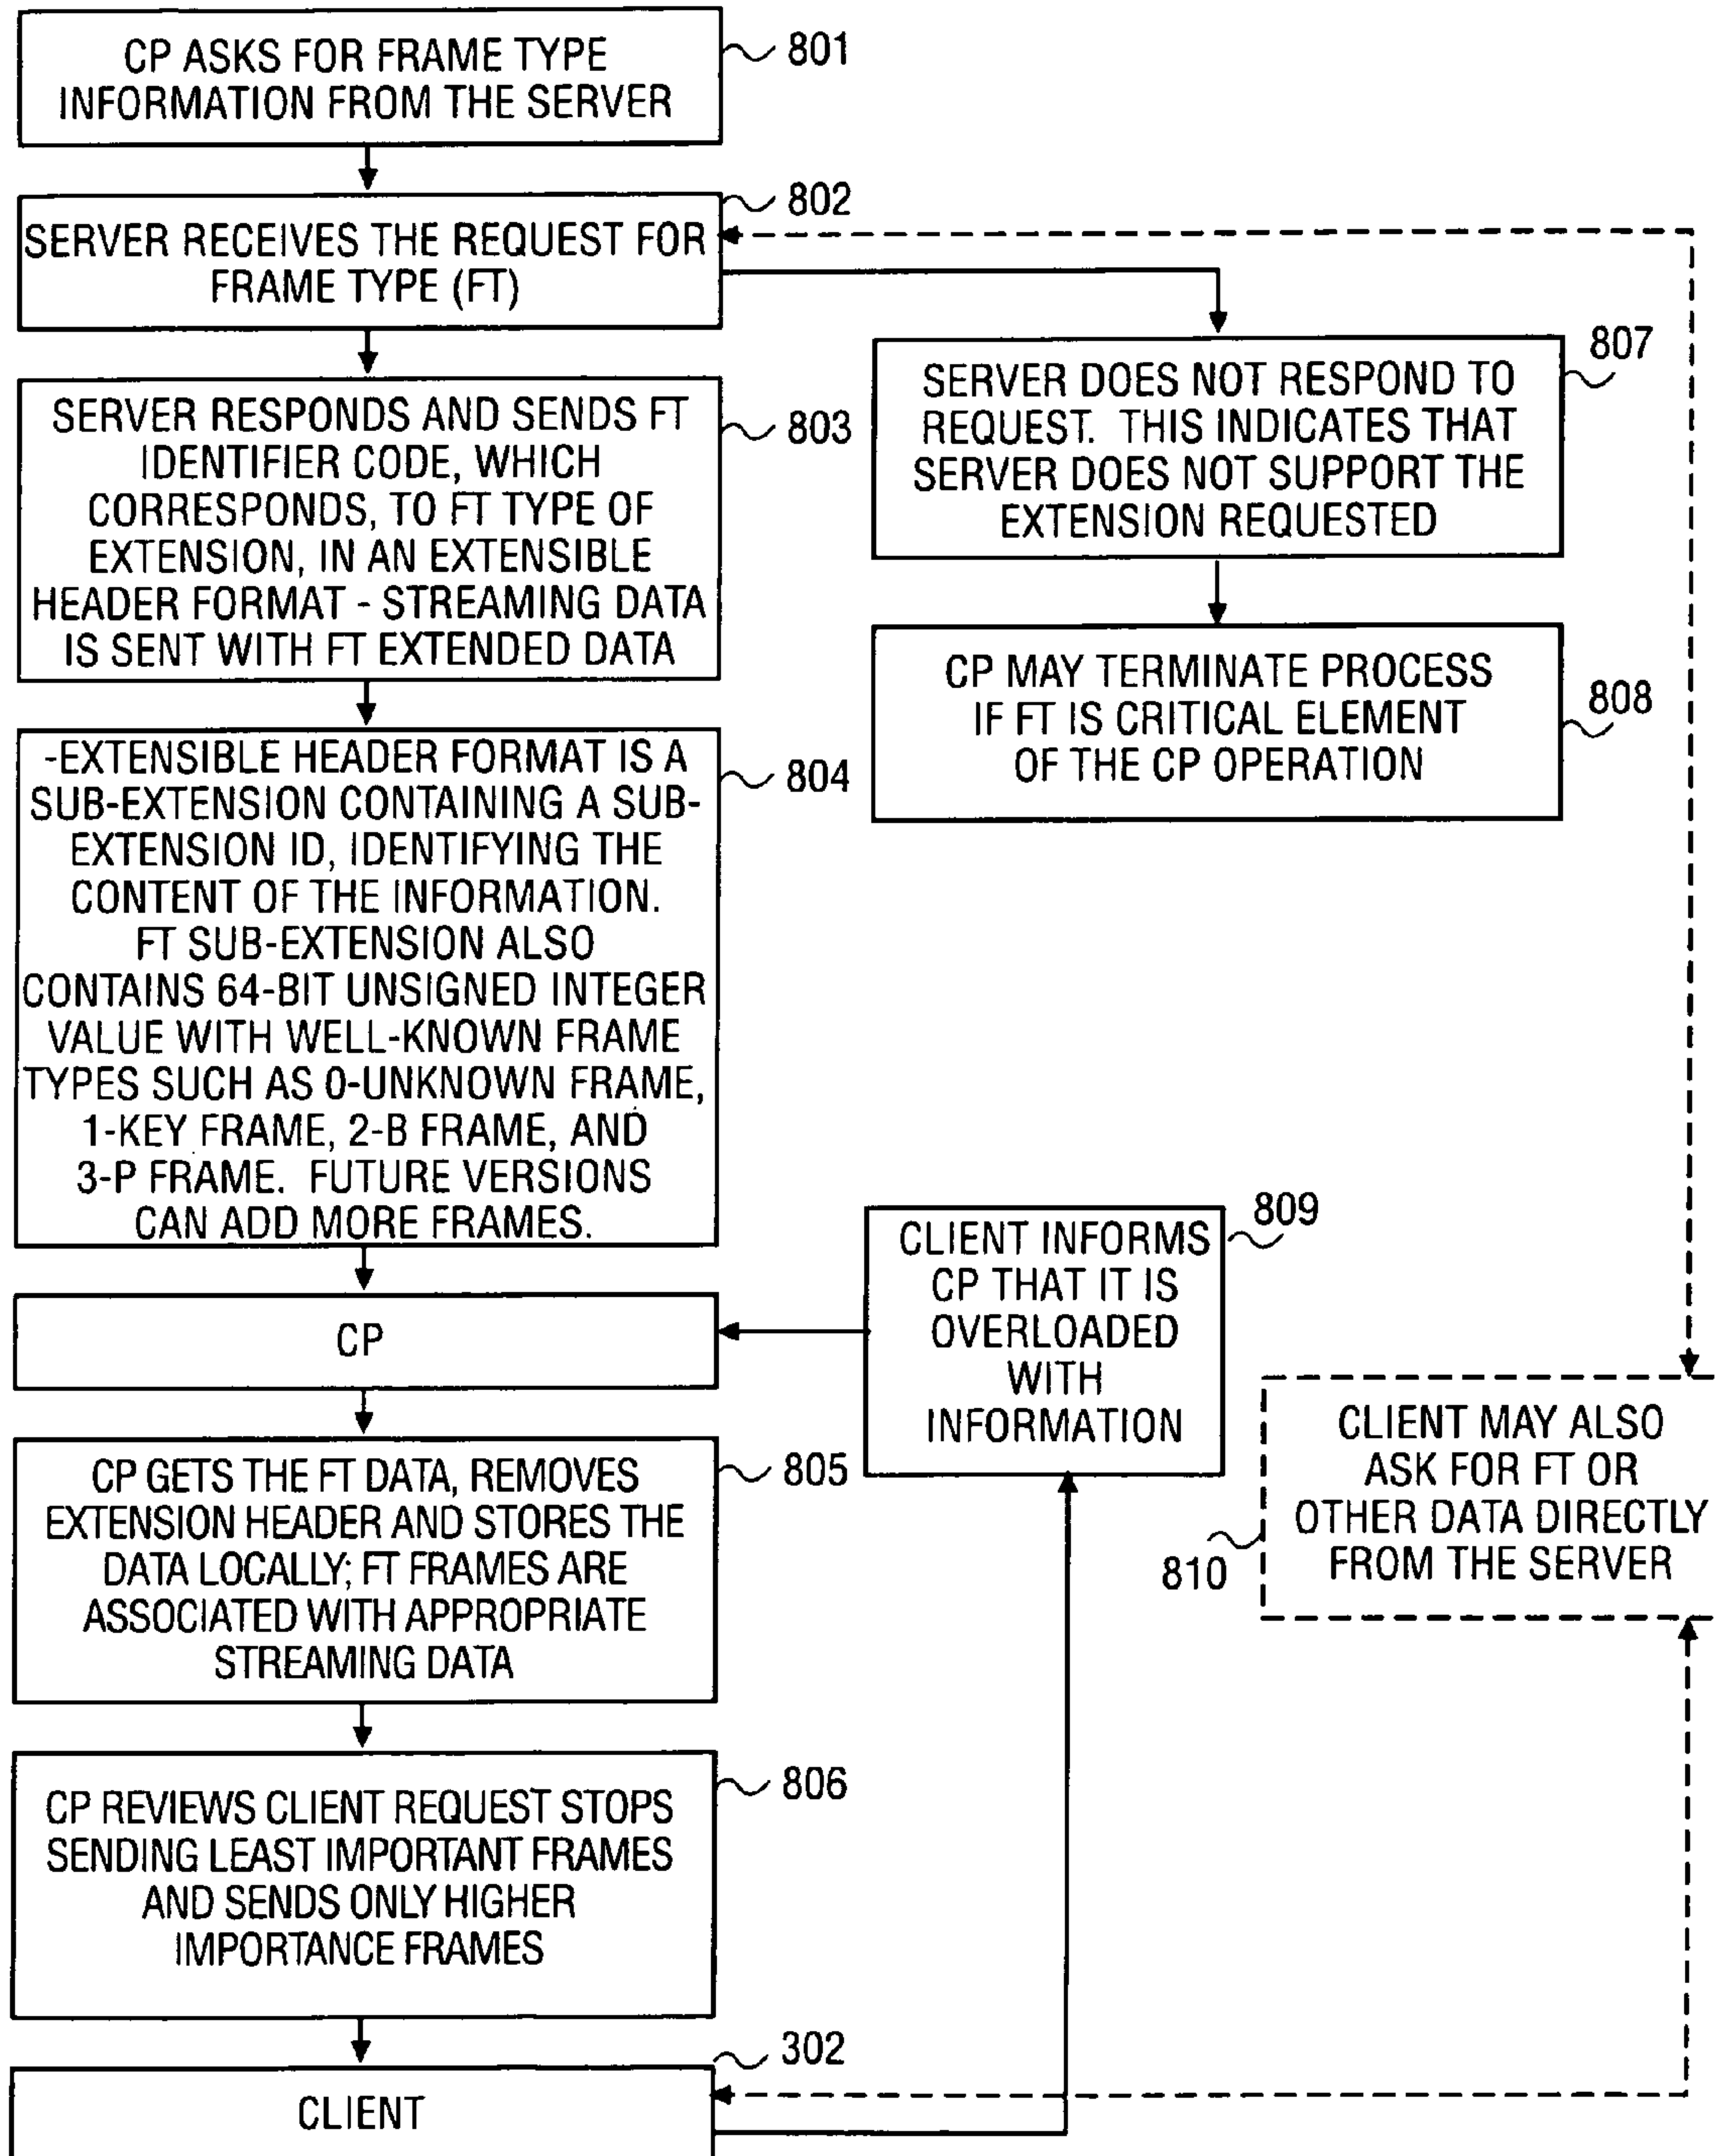 CP ASKS FOR FRAME TYPE
INFORMATION FROM THE SERVER
801
SERVER RECEIVES THE REQUEST FOR
FRAME TYPE (FT)
802
SERVER RESPONDS AND SENDS FT
IDENTIFIER CODE, WHICH
CORRESPONDS, TO FT TYPE OF
EXTENSION, IN AN EXTENSIBLE
HEADER FORMAT - STREAMING DATA
IS SENT WITH FT EXTENDED DATA
803
SERVER DOES NOT RESPOND TO
REQUEST. THIS INDICATES THAT
SERVER DOES NOT SUPPORT THE
EXTENSION REQUESTED
807
CP MAY TERMINATE PROCESS
IF FT IS CRITICAL ELEMENT
OF THE CP OPERATION
808
-EXTENSIBLE HEADER FORMAT IS A
SUB-EXTENSION CONTAINING A SUB-
EXTENSION ID, IDENTIFYING THE
CONTENT OF THE INFORMATION.
FT SUB-EXTENSION ALSO
CONTAINS 64-BIT UNSIGNED INTEGER
VALUE WITH WELL-KNOWN FRAME
TYPES SUCH AS 0-UNKNOWN FRAME,
1-KEY FRAME, 2-B FRAME, AND
3-P FRAME. FUTURE VERSIONS
CAN ADD MORE FRAMES.
804
CP
CLIENT INFORMS
CP THAT IT IS
OVERLOADED
WITH
INFORMATION
809
CLIENT MAY ALSO
ASK FOR FT OR
OTHER DATA DIRECTLY
FROM THE SERVER
810
CP GETS THE FT DATA, REMOVES
EXTENSION HEADER AND STORES THE
DATA LOCALLY; FT FRAMES ARE
ASSOCIATED WITH APPROPRIATE
STREAMING DATA
805
CP REVIEWS CLIENT REQUEST STOPS
SENDING LEAST IMPORTANT FRAMES
AND SENDS ONLY HIGHER
IMPORTANCE FRAMES
806
CLIENT
302